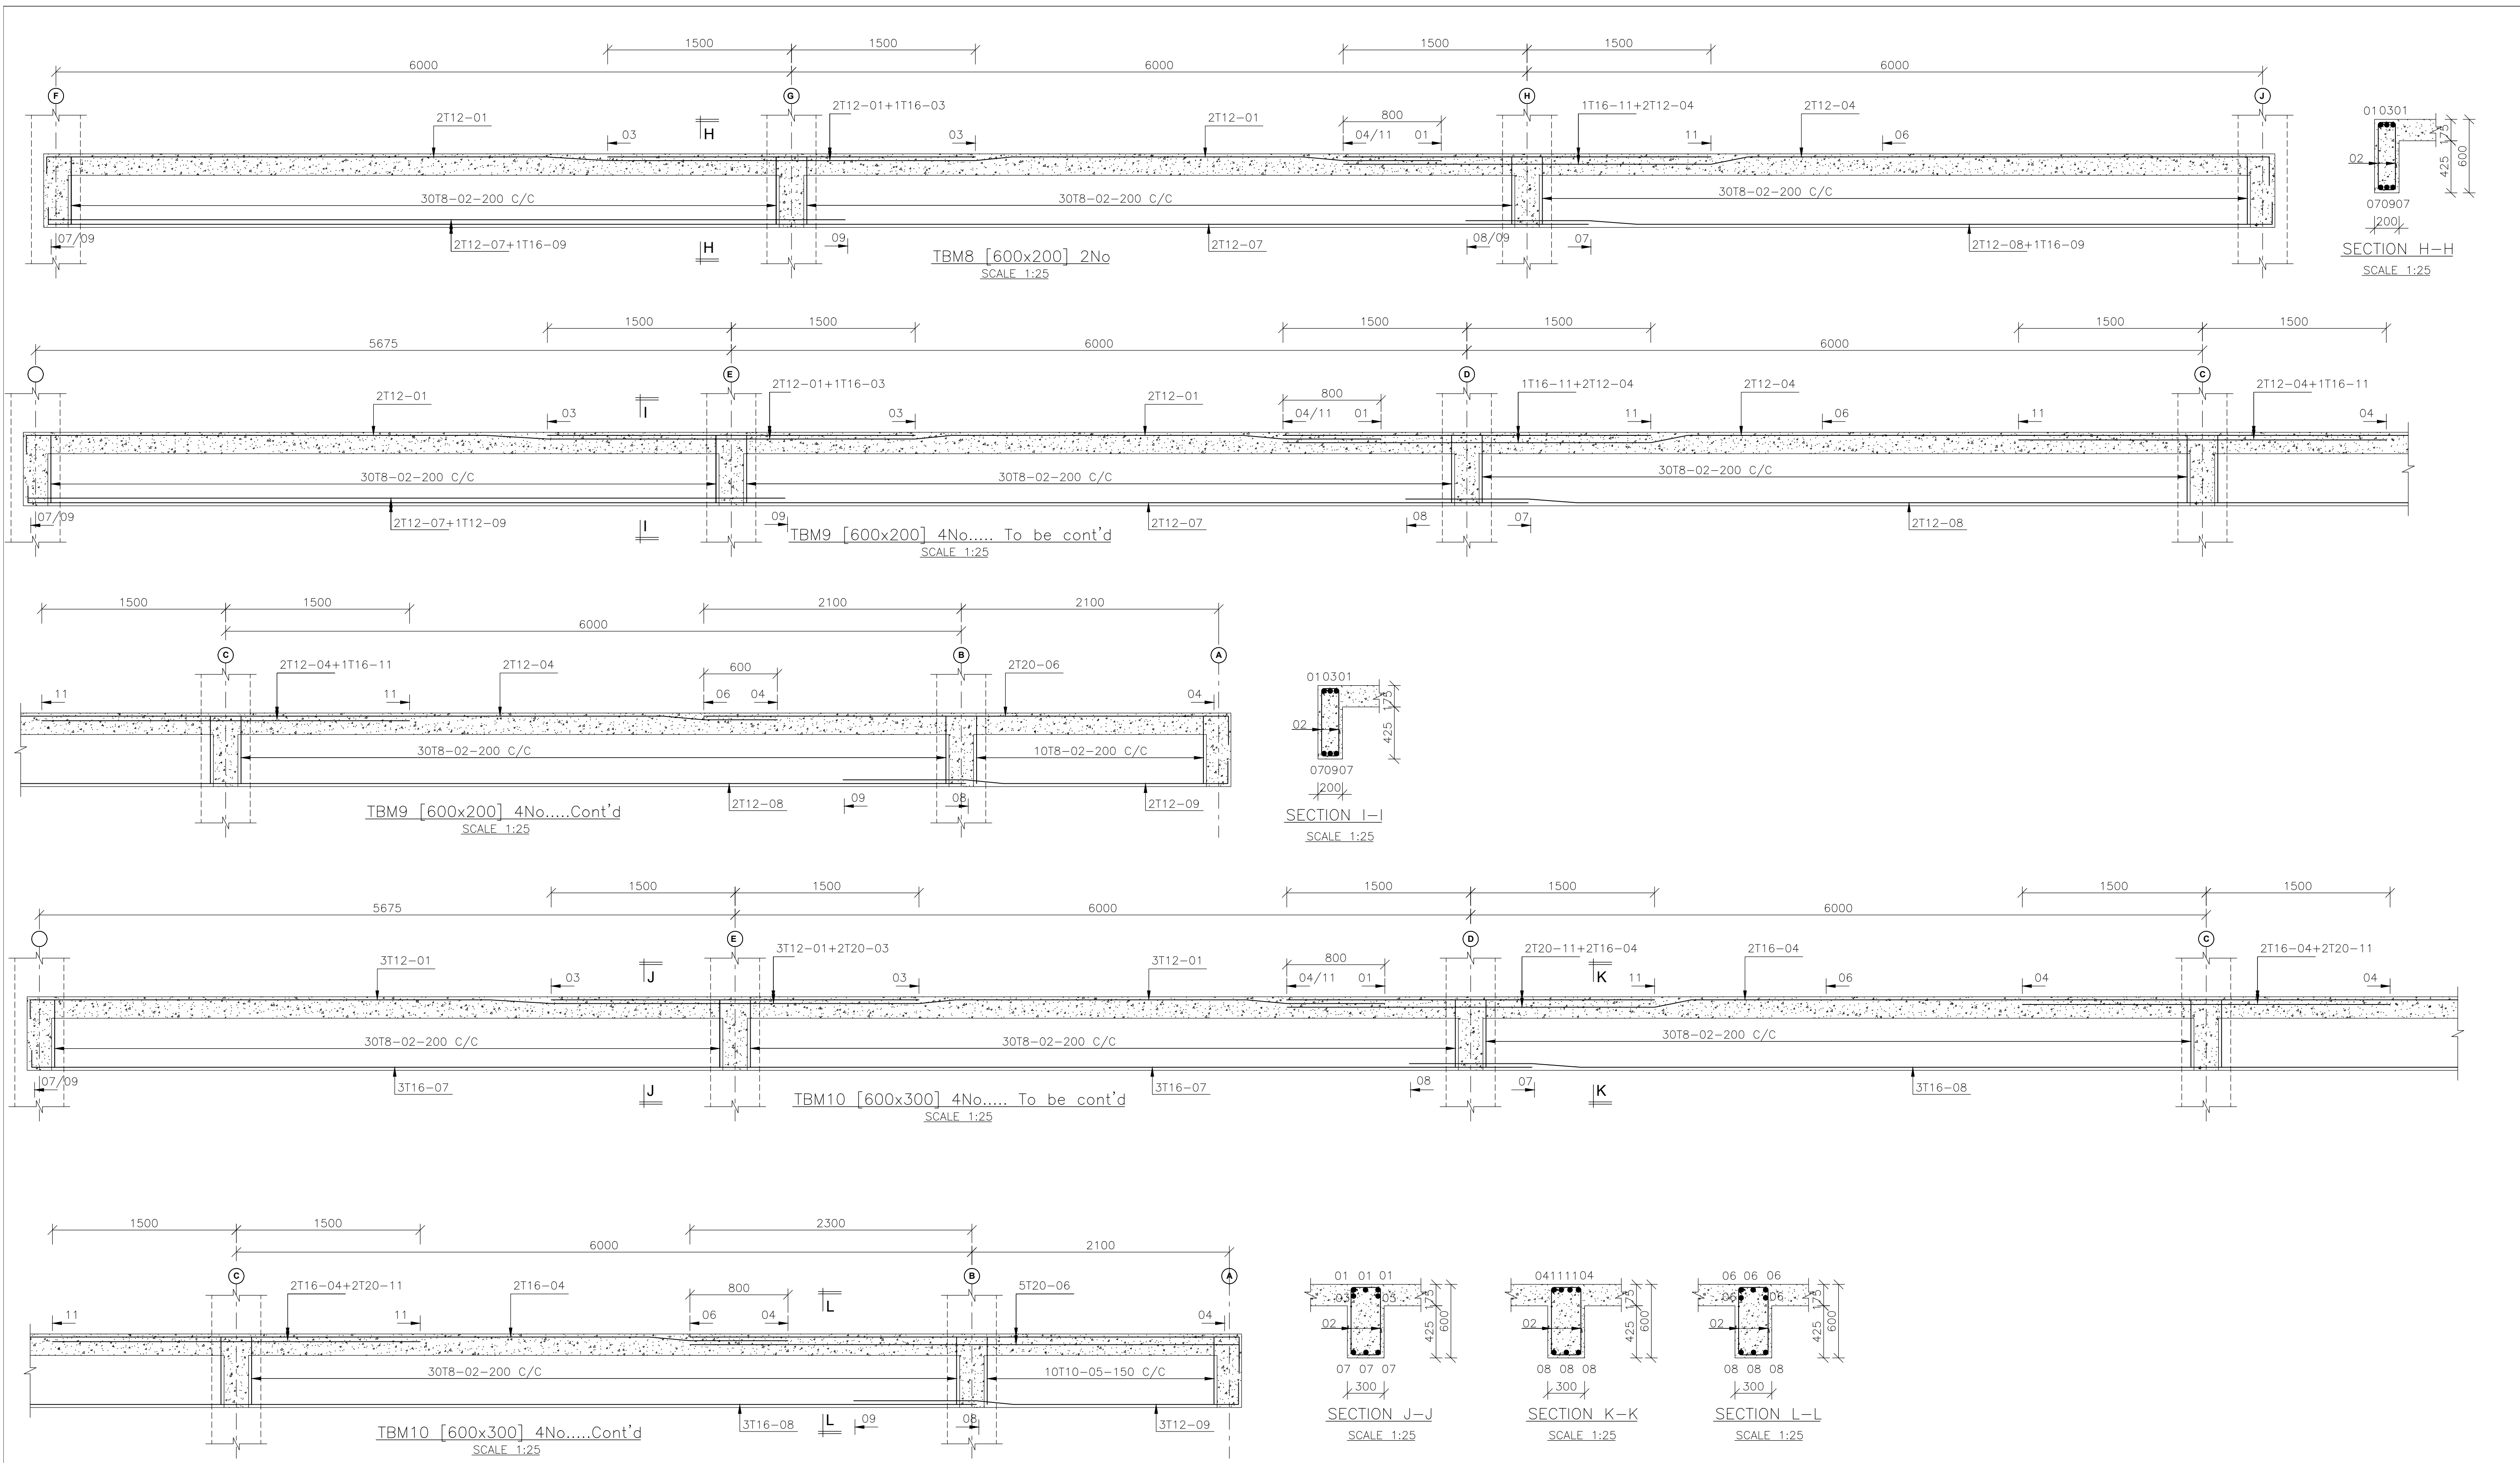 1500 1500 1500 1500
6000 6000 6000
F G H J
2T12-01 2T12-01+1T16-03 2T12-01 800 1T16-11+2T12-04 2T12-04
03 H 03 04/11 01 11 06
30T8-02-200 C/C 30T8-02-200 C/C 30T8-02-200 C/C
07/09 2T12-07+1T16-09 H 09 2T12-07 08/09 07 2T12-08+1T16-09
TBM8 [600x200] 2No
SCALE 1:25
010301
02 175 425 600
070907
200
SECTION H-H
SCALE 1:25
1500 1500 1500 1500 1500 1500
5675 6000 6000
E D C
2T12-01 2T12-01+1T16-03 2T12-01 800 1T16-11+2T12-04 2T12-04 2T12-04+1T16-11
03 I 03 04/11 01 11 06 11 04
30T8-02-200 C/C 30T8-02-200 C/C 30T8-02-200 C/C
07/09 2T12-07+1T12-09 I 09 2T12-07 08 07 2T12-08
TBM9 [600x200] 4No..... To be cont'd
SCALE 1:25
1500 1500 2100 2100
6000
C B A
2T12-04+1T16-11 2T12-04 600 2T20-06
11 11 06 04 04
30T8-02-200 C/C 10T8-02-200 C/C
2T12-08 09 08 2T12-09
TBM9 [600x200] 4No.....Cont'd
SCALE 1:25
010301
02 175 425
070907
200
SECTION I-I
SCALE 1:25
1500 1500 1500 1500 1500 1500
5675 6000 6000
E D C
3T12-01 3T12-01+2T20-03 3T12-01 800 2T20-11+2T16-04 2T16-04 2T16-04+2T20-11
03 J 03 04/11 01 K 11 06 04 04
30T8-02-200 C/C 30T8-02-200 C/C 30T8-02-200 C/C
07/09 3T16-07 J 3T16-07 08 07 K 3T16-08
TBM10 [600x300] 4No..... To be cont'd
SCALE 1:25
1500 1500 2300
6000 2100
C B A
2T16-04+2T20-11 2T16-04 800 5T20-06
11 11 06 04 L 04
30T8-02-200 C/C 10T10-05-150 C/C
3T16-08 L 09 08 3T12-09
TBM10 [600x300] 4No.....Cont'd
SCALE 1:25
01 01 01
02 175 425 600
07 07 07
300
SECTION J-J
SCALE 1:25
04111104
02 175 425 600
08 08 08
300
SECTION K-K
SCALE 1:25
06 06 06
06 06
02 175 425 600
08 08 08
300
SECTION L-L
SCALE 1:25